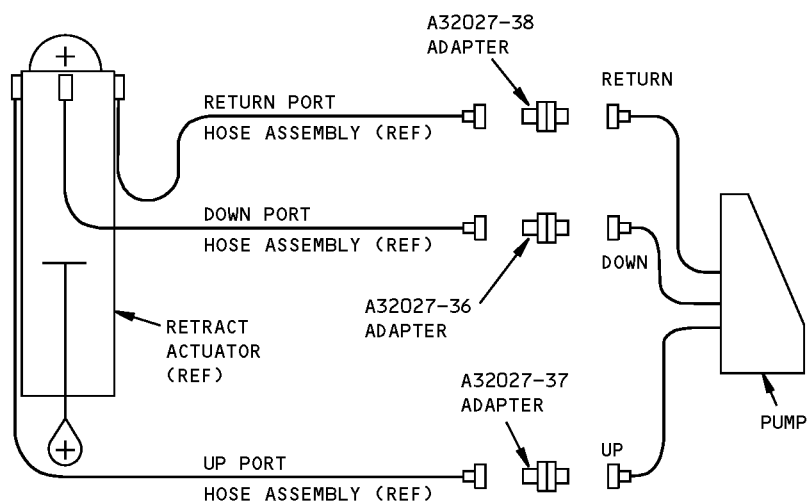 A32027-38
ADAPTER
RETURN
RETURN PORT
HOSE ASSEMBLY (REF)
DOWN PORT
HOSE ASSEMBLY (REF)
DOWN
A32027-36
ADAPTER
RETRACT
ACTUATOR
(REF)
A32027-37
ADAPTER
PUMP
UP
UP PORT
HOSE ASSEMBLY (REF)